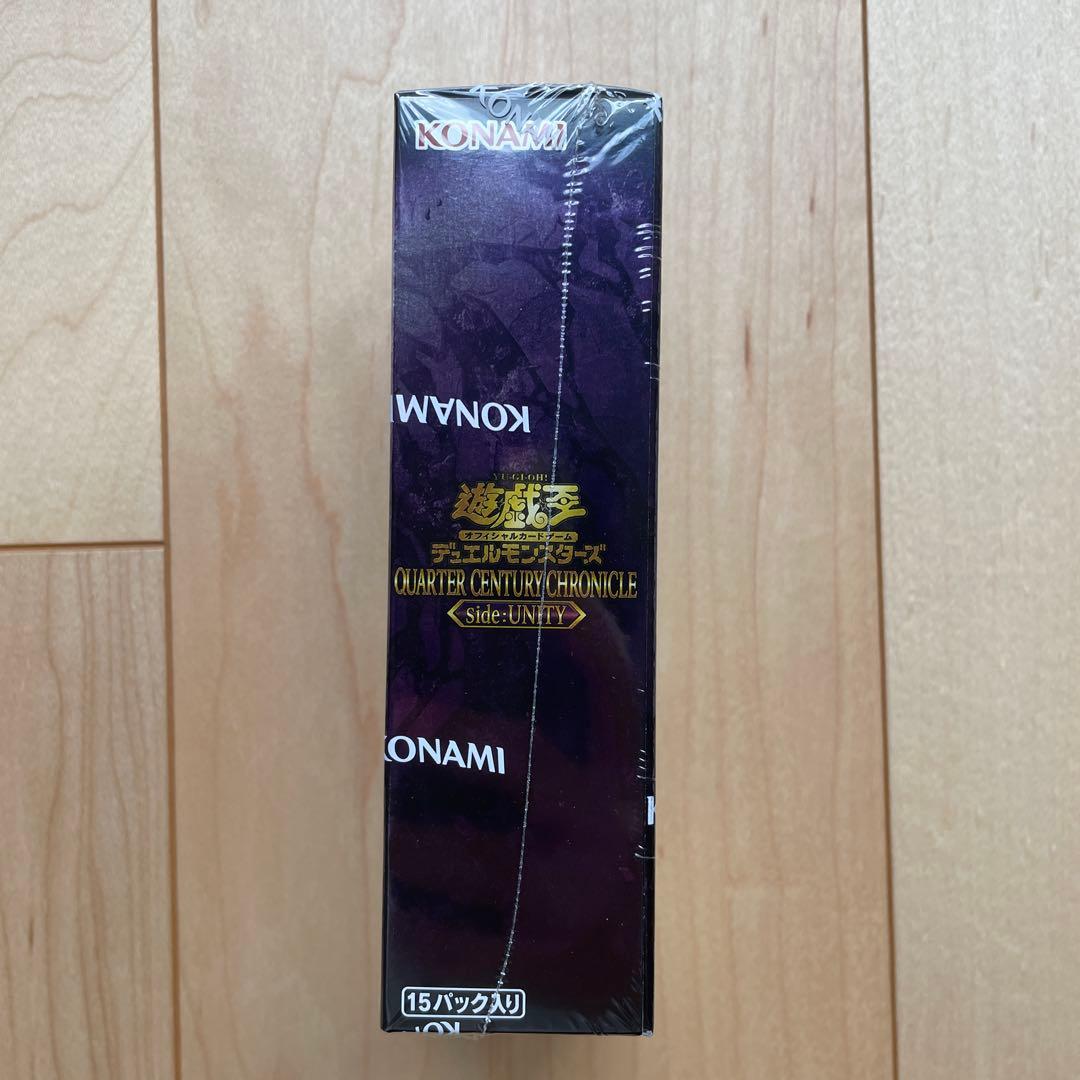 KONAMI
KONAMI
YU-GI-OH!
遊戯王
オフィシャルカードゲーム
デュエルモンスターズ
QUARTER CENTURY CHRONICLE
side:UNITY
KONAMI
15パック入り